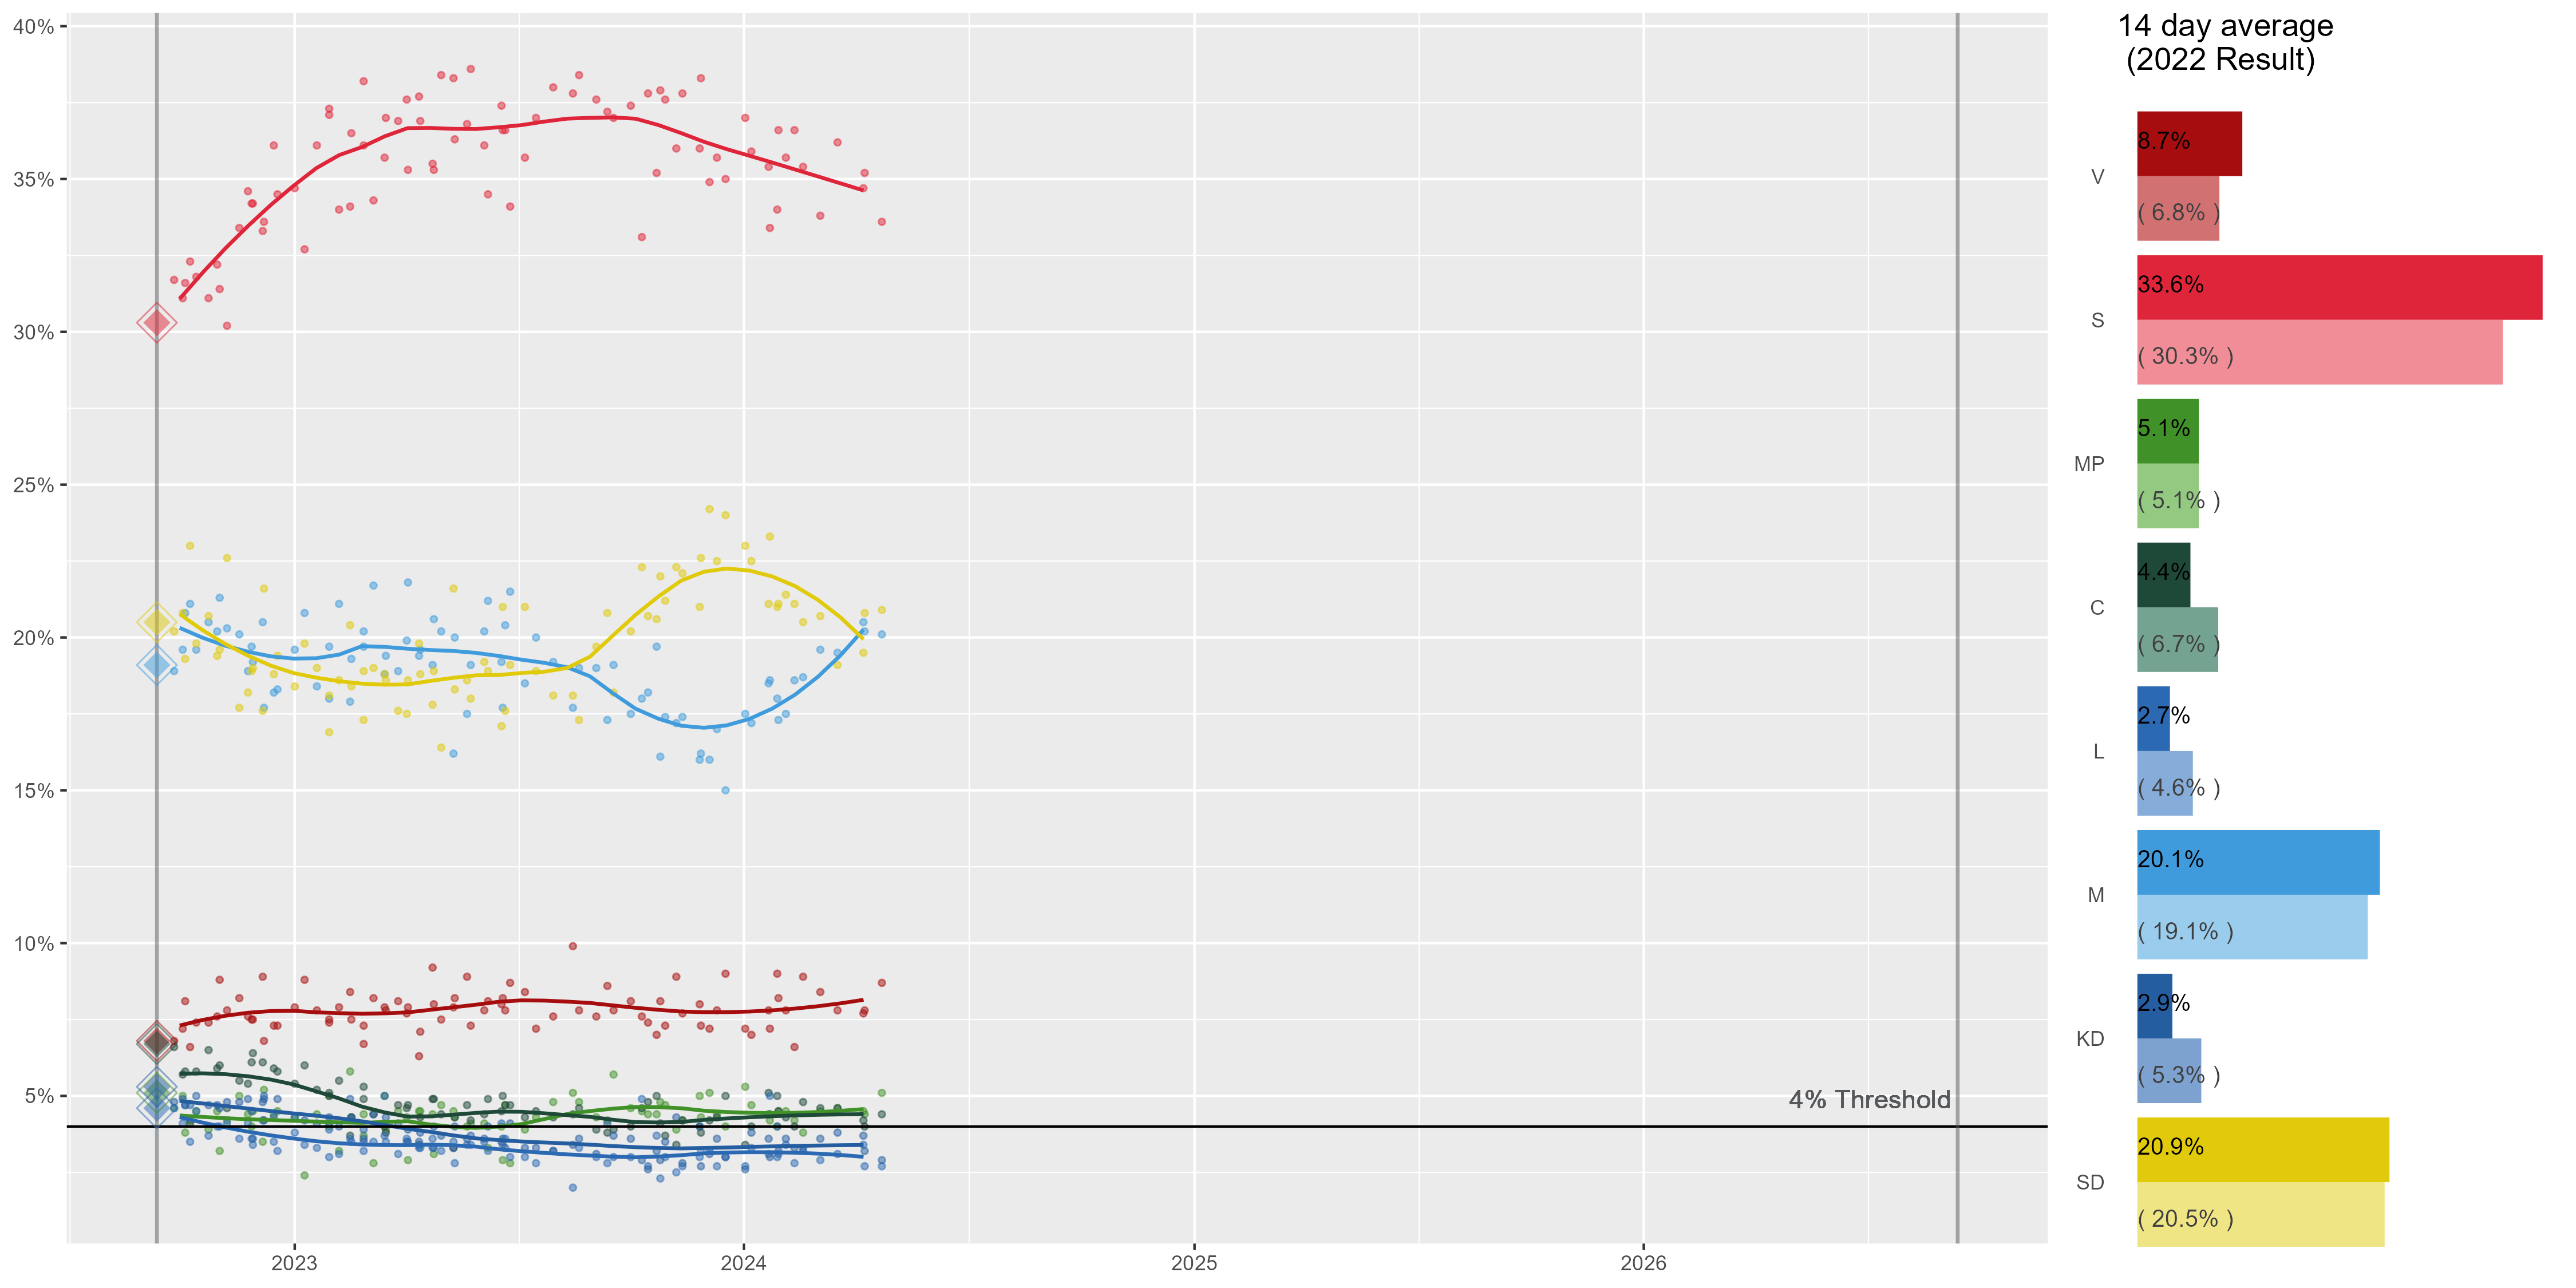 40%
35%
30%
25%
20%
15%
10%
5%
4% Threshold
2023
2024
2025
2026
14 day average
(2022 Result)
V
8.7%
( 6.8% )
S
33.6%
( 30.3% )
MP
5.1%
( 5.1% )
C
4.4%
( 6.7% )
L
2.7%
( 4.6% )
M
20.1%
( 19.1% )
KD
2.9%
( 5.3% )
SD
20.9%
( 20.5% )